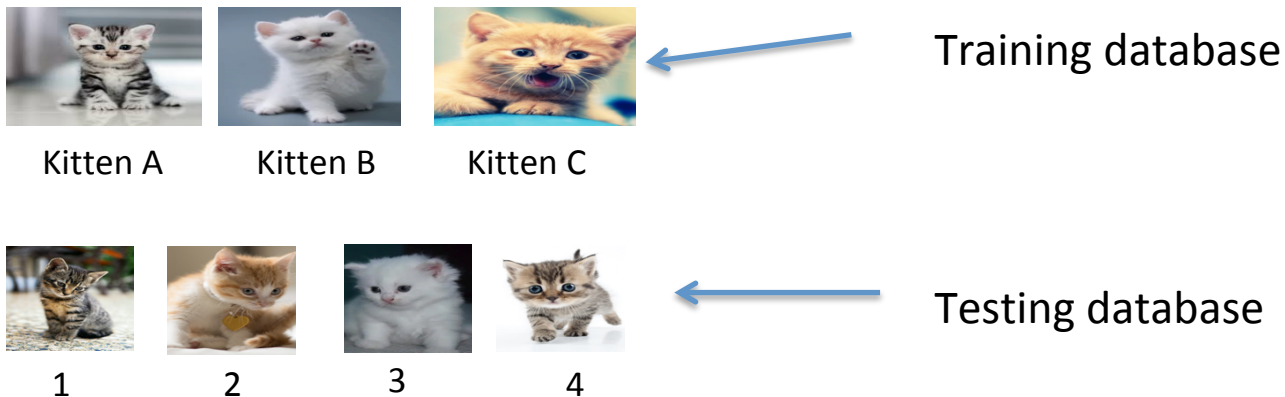 Training database
Kitten A
Kitten B
Kitten C
Testing database
1
2
3
4